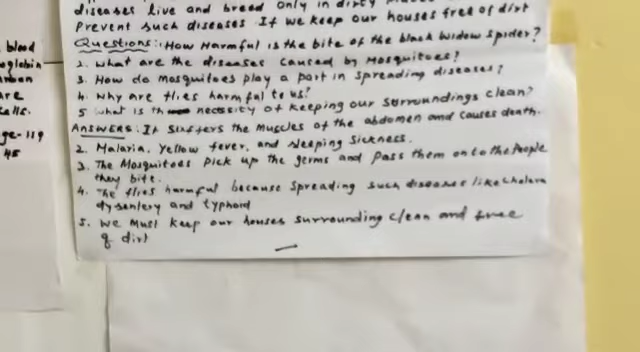 diseases live and breed only in dirty
Prevent such diseases If we keep our houses free of dirt
Questions: How Harmful is the bite of the black widow spider?
2. What are the diseases caused by Mosquitoes?
3. How do mosquitoes play a part in spreading diseases?
4. Why are flies harmful to us?
5 what is the necessity of keeping our surroundings clean?
Answers: It the Muscles of the abdomen and causes death.
2. Malaria, Yellow fever, and sleeping Sickness.
3. The Mosquitoes pick up the germs and pass them on to the People
they bite.
4. The flies harmful because spreading such diseases like cholera
dysentery and typhoid
5. we Must keep our houses surrounding clean and free
of dirt
blood
are
cells.
45